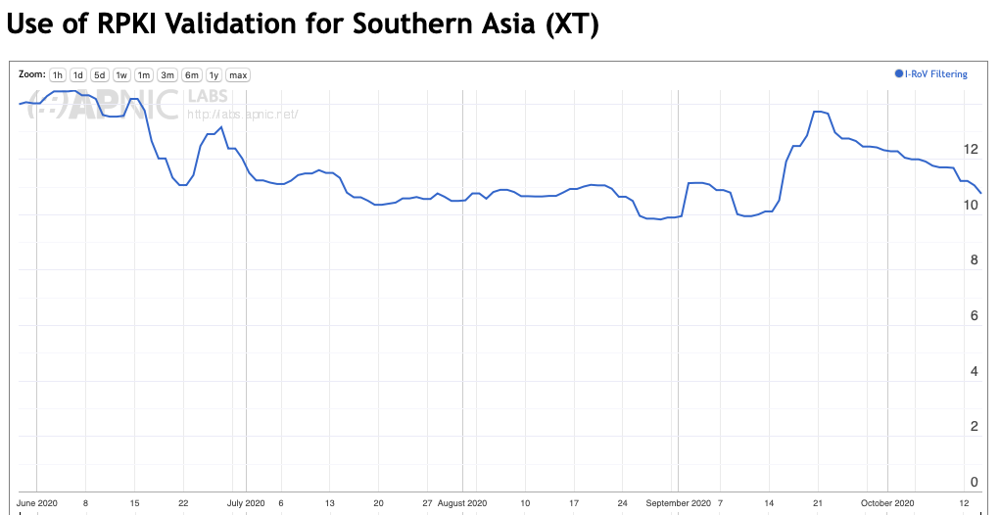 Use of RPKI Validation for Southern Asia (XT)
Zoom: 1h 1d 5d 1w 1m 3m 6m 1y max
I-RoV Filtering
APNIC LABS
http://labs.apnic.net/
12
10
8
6
4
2
0
June 2020 8 15 22 July 2020 6 13 20 27 August 2020 10 17 24 September 2020 7 14 21 October 2020 12